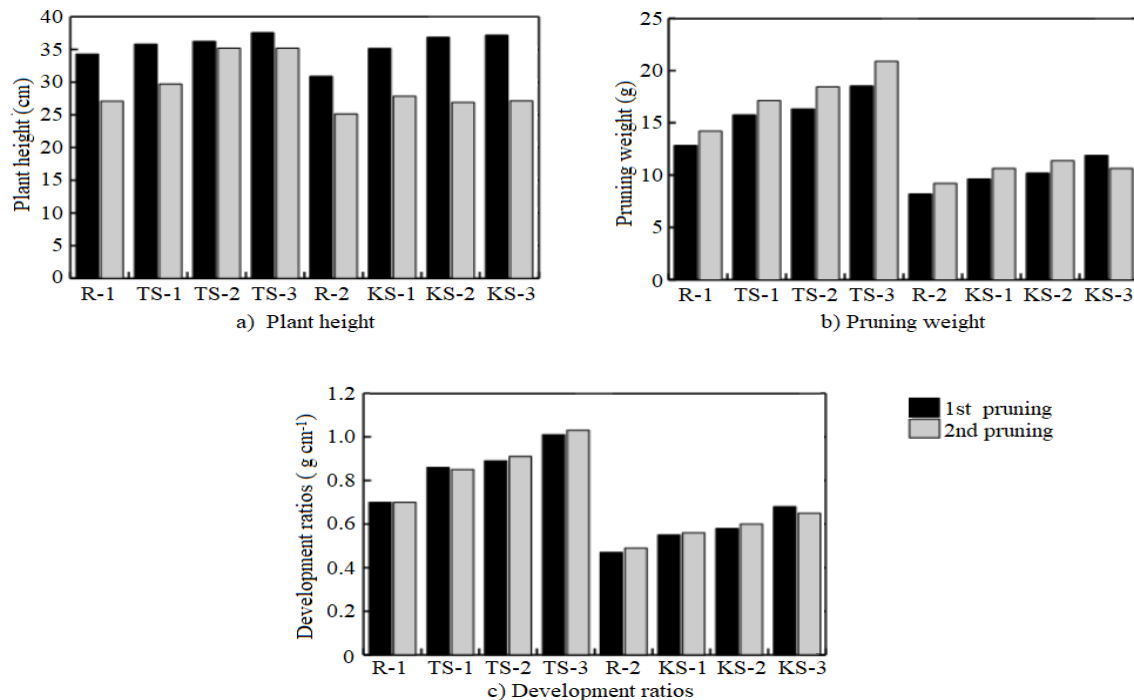 Plant height (cm)
40
35
30
25
20
25
10
5
0
R-1 TS-1 TS-2 TS-3 R-2 KS-1 KS-2 KS-3
a) Plant height
Pruning weight (g)
25
20
15
10
5
0
R-1 TS-1 TS-2 TS-3 R-2 KS-1 KS-2 KS-3
b) Pruning weight
Development ratios ( g cm⁻¹)
1.2
1.0
0.8
0.6
0.4
0.2
0
R-1 TS-1 TS-2 TS-3 R-2 KS-1 KS-2 KS-3
c) Development ratios
1st pruning
2nd pruning